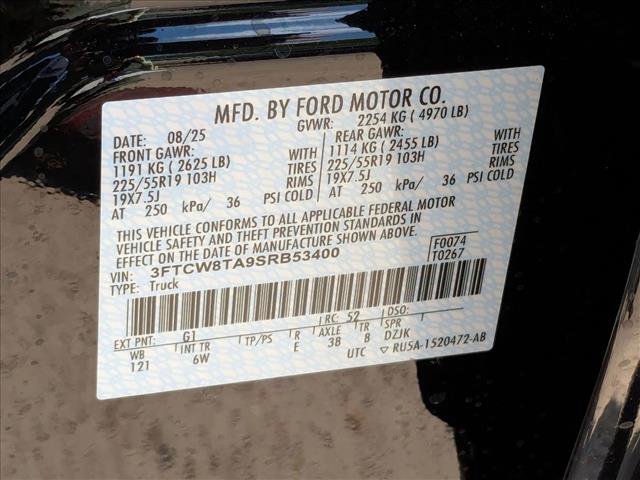 MFD. BY FORD MOTOR CO.
DATE: 08/25 GVWR: 2254 KG ( 4970 LB)
FRONT GAWR: WITH REAR GAWR: WITH
1191 KG ( 2625 LB) TIRES 1114 KG ( 2455 LB) TIRES
225/55R19 103H RIMS 225/55R19 103H RIMS
19X7.5J 19X7.5J
AT 250 kPa/ 36 PSI COLD AT 250 kPa/ 36 PSI COLD
THIS VEHICLE CONFORMS TO ALL APPLICABLE FEDERAL MOTOR
VEHICLE SAFETY AND THEFT PREVENTION STANDARDS IN
EFFECT ON THE DATE OF MANUFACTURE SHOWN ABOVE.
VIN: 3FTCW8TA9SRB53400 F0074
TYPE: Truck T0267
EXT PNT: G1 RC: 52 DSO:
WB INT TR TP/PS R AXLE TR SPR
121 6W E 38 8 DZJK
UTC ▽ RU5A-1520472-AB